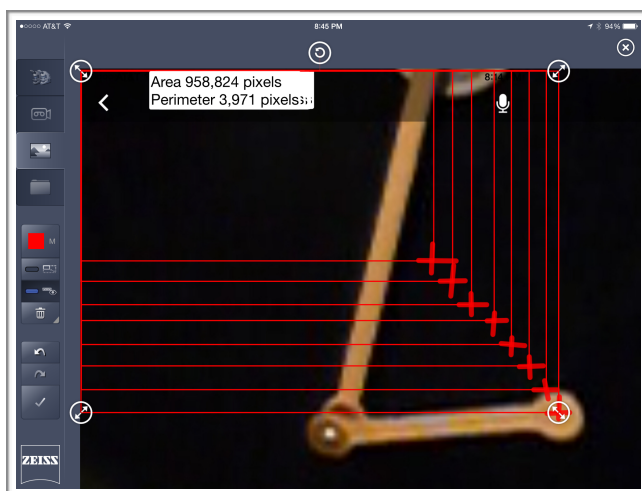 AT&T
8:45 PM
94%
Area 958,824 pixels
Perimeter 3,971 pixels
M
ZEISS